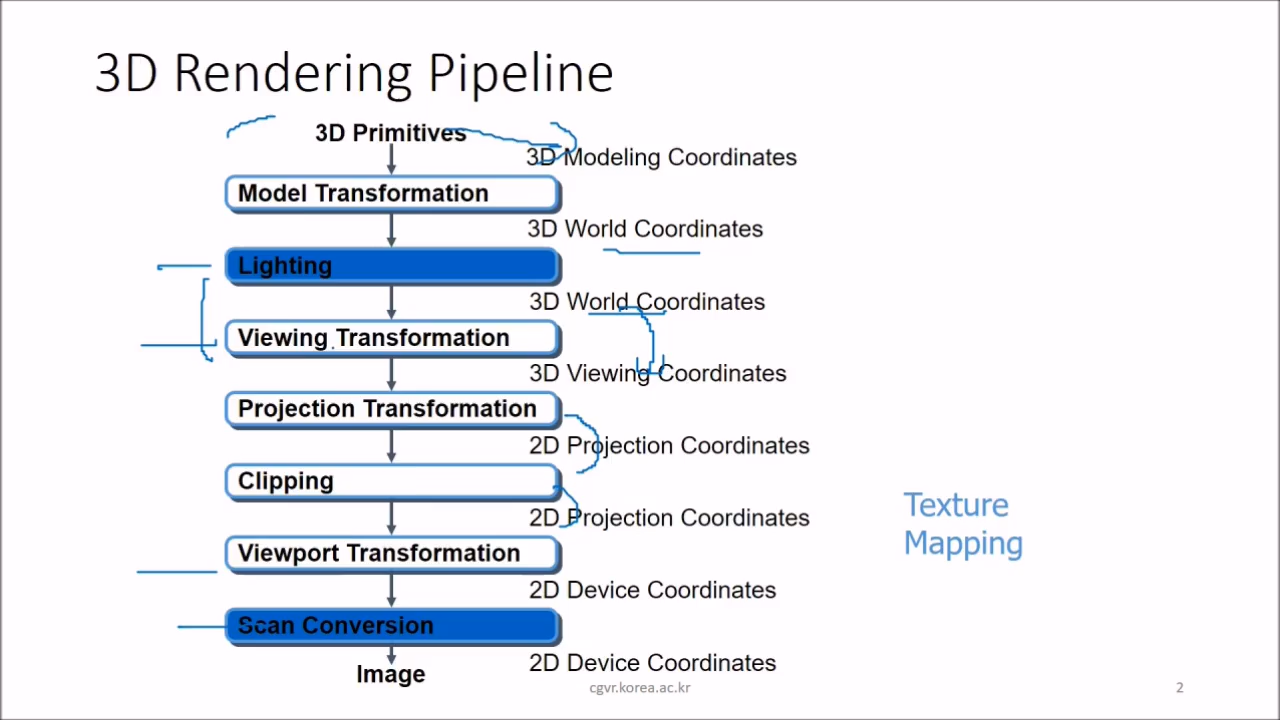 3D Rendering Pipeline
3D Primitives
3D Modeling Coordinates
Model Transformation
3D World Coordinates
Lighting
3D World Coordinates
Viewing Transformation
3D Viewing Coordinates
Projection Transformation
2D Projection Coordinates
Clipping
2D Projection Coordinates
Texture
Mapping
Viewport Transformation
2D Device Coordinates
Scan Conversion
2D Device Coordinates
Image
cgvr.korea.ac.kr
2